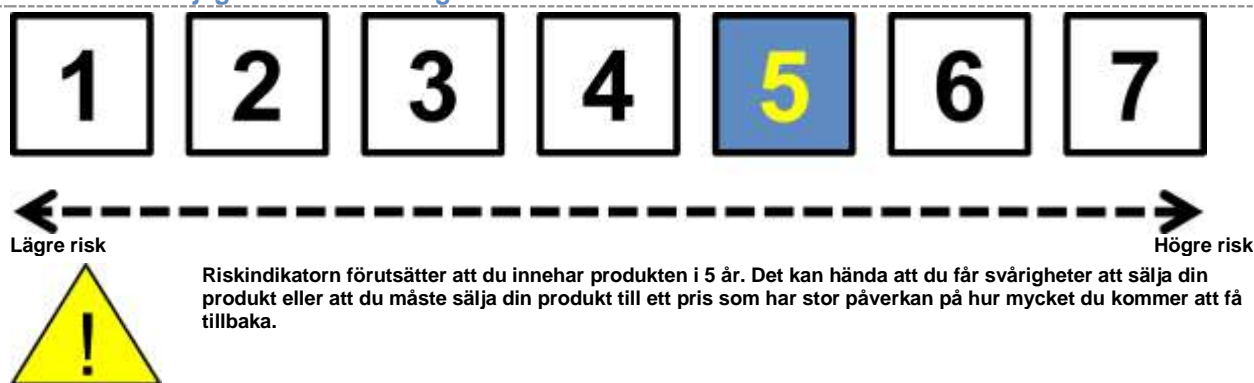 1 2 3 4 5 6 7
Lägre risk Högre risk
!
Riskindikatorn förutsätter att du innehar produkten i 5 år. Det kan hända att du får svårigheter att sälja din
produkt eller att du måste sälja din produkt till ett pris som har stor påverkan på hur mycket du kommer att få
tillbaka.